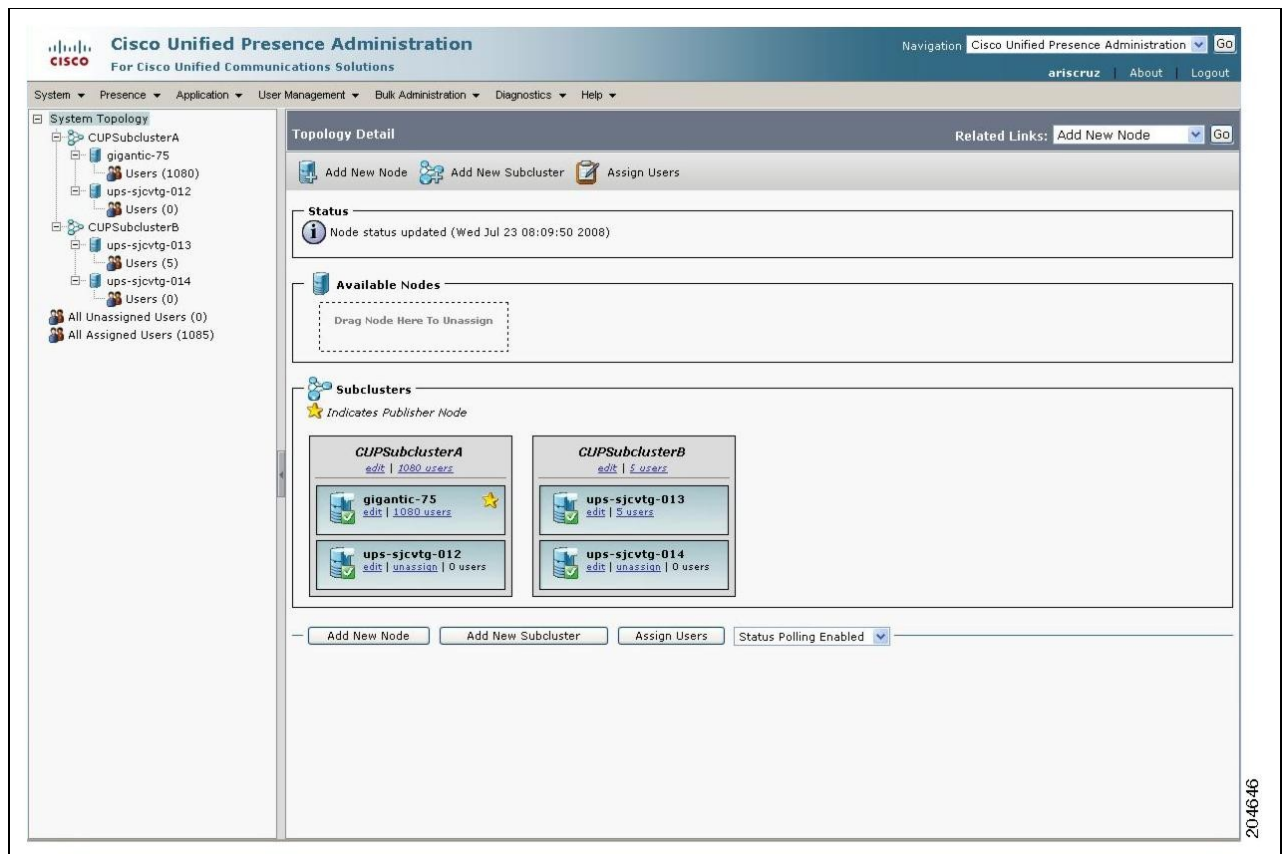 cisco
Cisco Unified Presence Administration
For Cisco Unified Communications Solutions
Navigation Cisco Unified Presence Administration Go
ariscruz About Logout
System Presence Application User Management Bulk Administration Diagnostics Help
System Topology
CUPSubclusterA
gigantic-75
Users (1080)
ups-sjcvtg-012
Users (0)
CUPSubclusterB
ups-sjcvtg-013
Users (5)
ups-sjcvtg-014
Users (0)
All Unassigned Users (0)
All Assigned Users (1085)
Topology Detail
Related Links: Add New Node Go
Add New Node Add New Subcluster Assign Users
Status
Node status updated (Wed Jul 23 08:09:50 2008)
Available Nodes
Drag Node Here To Unassign
Subclusters
Indicates Publisher Node
CUPSubclusterA
edit | 1080 users
gigantic-75
edit | 1080 users
ups-sjcvtg-012
edit | unassign | 0 users
CUPSubclusterB
edit | 5 users
ups-sjcvtg-013
edit | 5 users
ups-sjcvtg-014
edit | unassign | 0 users
Add New Node Add New Subcluster Assign Users Status Polling Enabled
204646